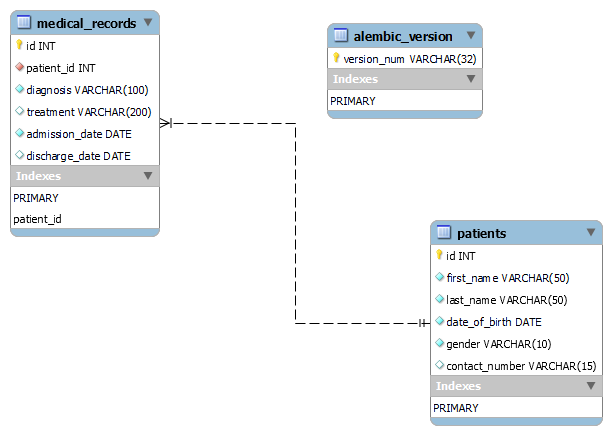 medical_records
id INT
patient_id INT
diagnosis VARCHAR(100)
treatment VARCHAR(200)
admission_date DATE
discharge_date DATE
Indexes
PRIMARY
patient_id
alembic_version
version_num VARCHAR(32)
Indexes
PRIMARY
patients
id INT
first_name VARCHAR(50)
last_name VARCHAR(50)
date_of_birth DATE
gender VARCHAR(10)
contact_number VARCHAR(15)
Indexes
PRIMARY